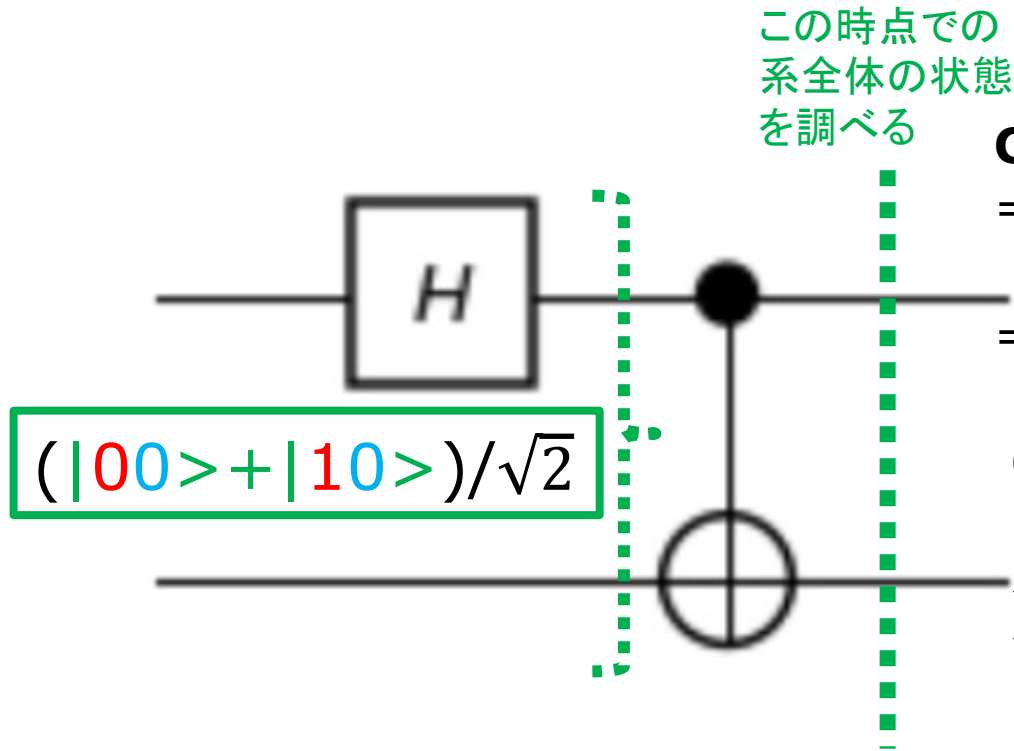 この時点での
系全体の状態
を調べる
=
H
=
(|00>+|10>)/√2